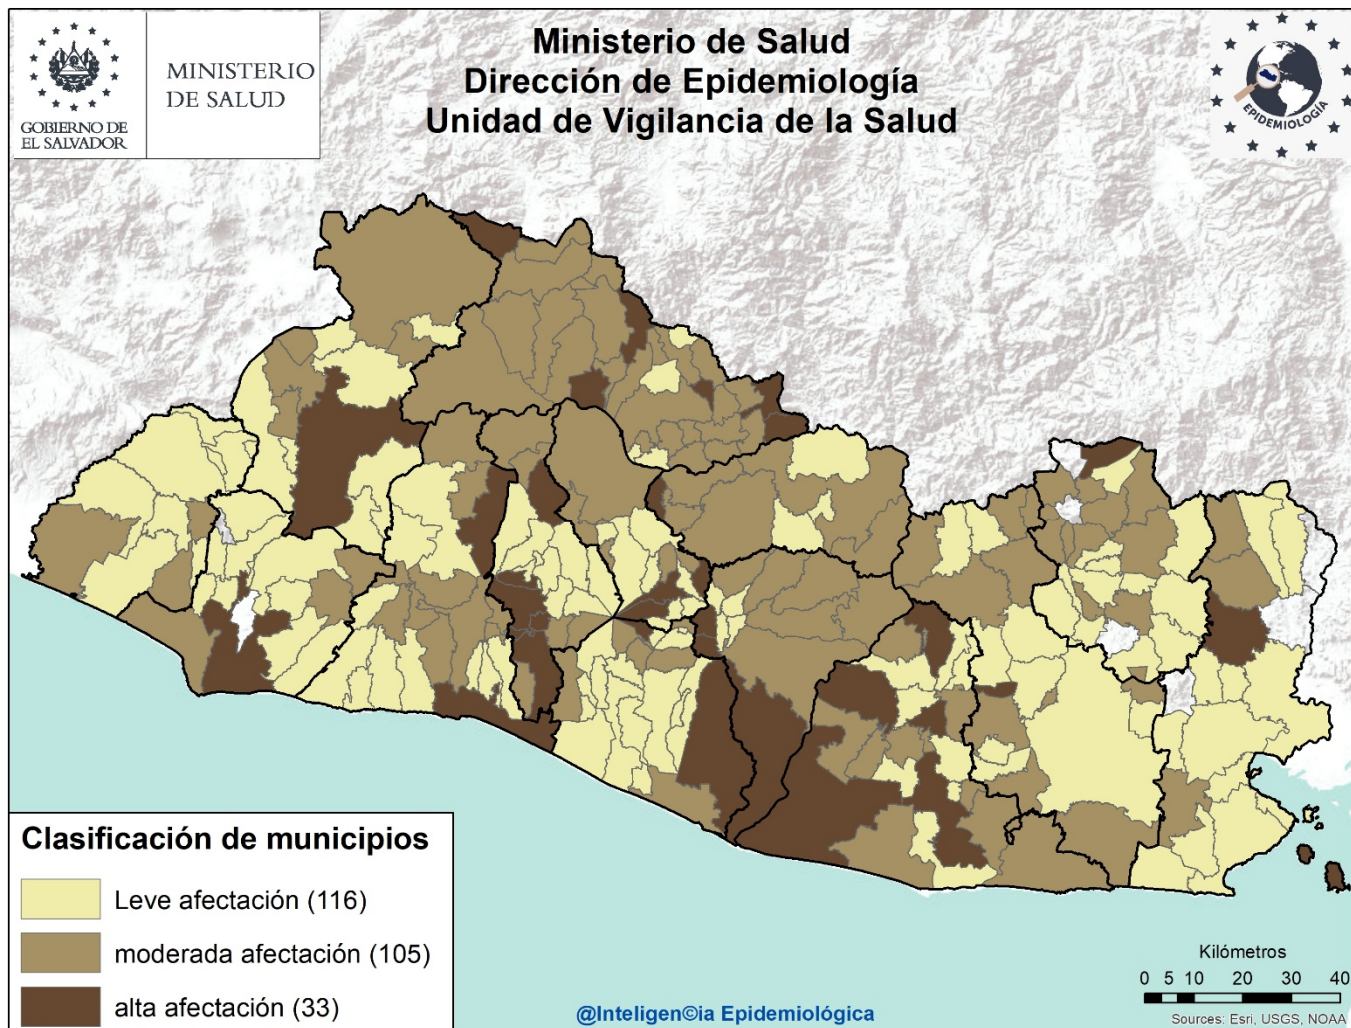 Ministerio de Salud
Dirección de Epidemiología
Unidad de Vigilancia de la Salud
MINISTERIO
DE SALUD
GOBIERNO DE
EL SALVADOR
EPIDEMIOLOGÍA
Clasificación de municipios
Leve afectación (116)
moderada afectación (105)
alta afectación (33)
@Inteligen©ia Epidemiológica
Kilómetros
0 5 10 20 30 40
Sources: Esri, USGS, NOAA